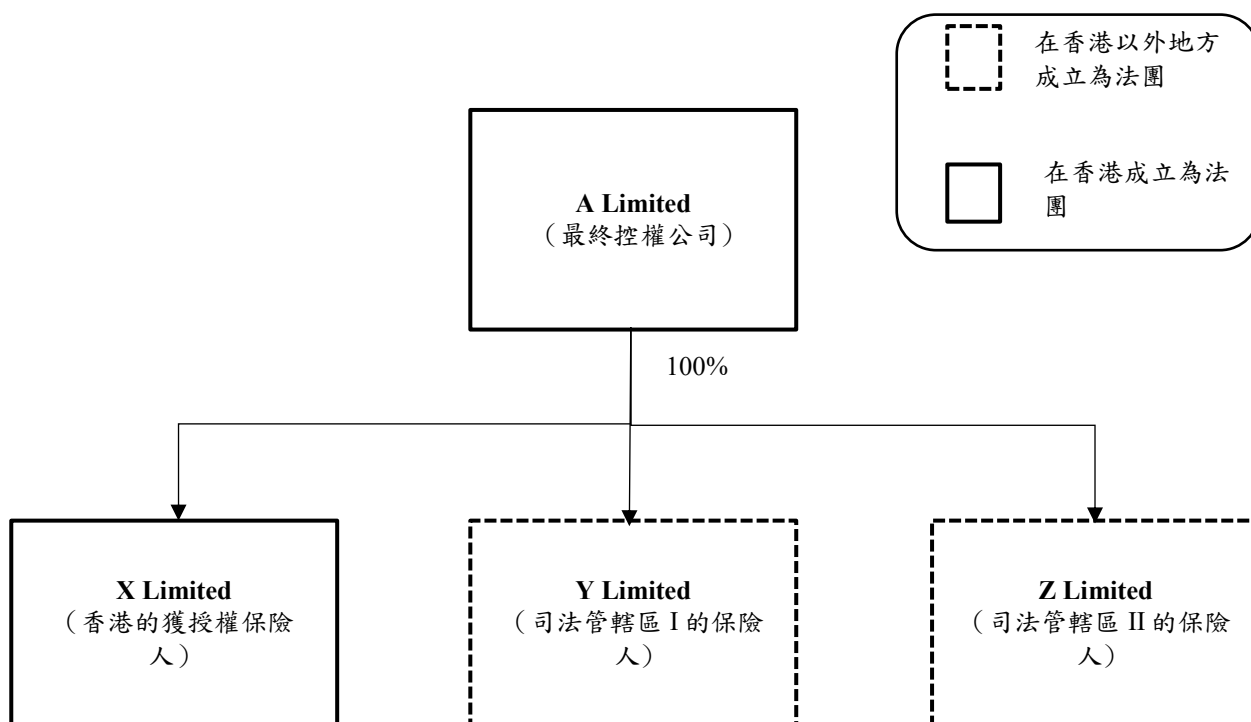 在香港以外地方
成立為法團
在香港成立為法
團
A Limited
（最終控權公司）
100%
X Limited
（香港的獲授權保險
人）
Y Limited
（司法管轄區 I 的保險
人）
Z Limited
（司法管轄區 II 的保險
人）